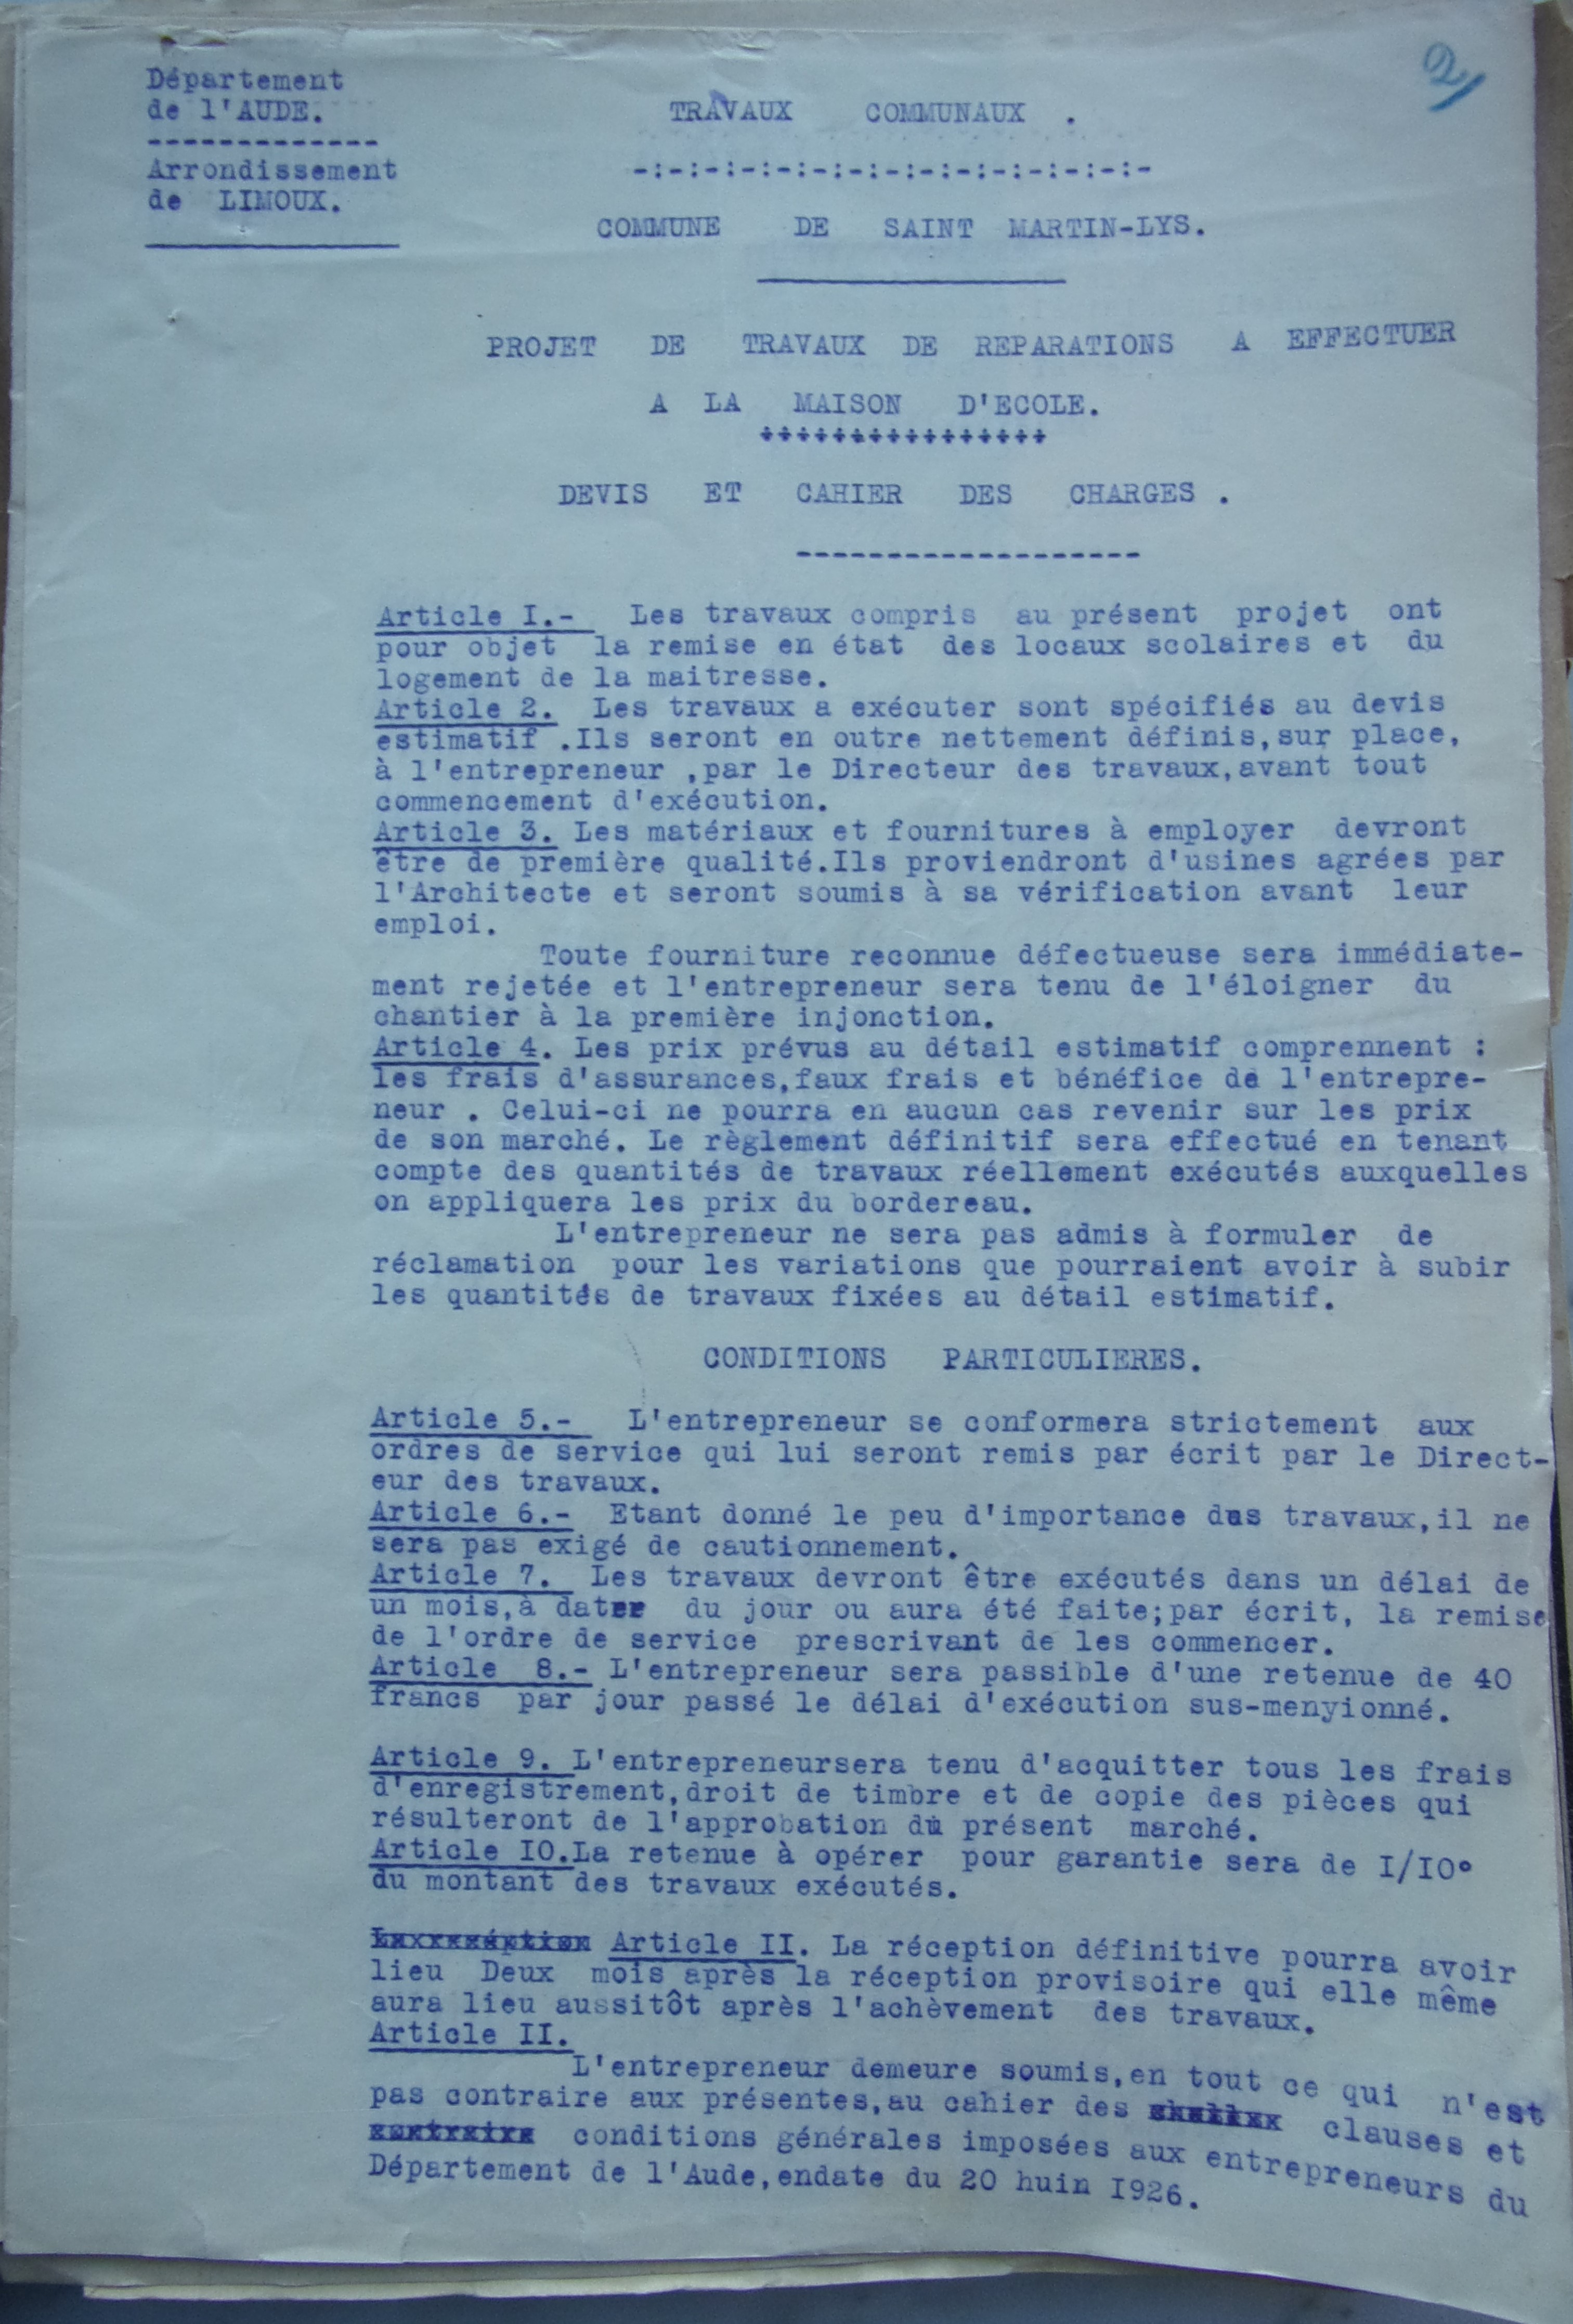 2/
Département
de l'AUDE.
-------------
Arrondissement
de LIMOUX.
TRAVAUX COMMUNAUX .
-:-:-:-:-:-:-:-:-:-:-:-:-:-:-
COMMUNE DE SAINT MARTIN-LYS.
PROJET DE TRAVAUX DE REPARATIONS A EFFECTUER
A LA MAISON D'ECOLE.
++++++++++++++++
DEVIS ET CAHIER DES CHARGES .
-------------------
Article I.- Les travaux compris au présent projet ont
pour objet la remise en état des locaux scolaires et du
logement de la maitresse.
Article 2. Les travaux a exécuter sont spécifiés au devis
estimatif .Ils seront en outre nettement définis,sur place,
à l'entrepreneur ,par le Directeur des travaux,avant tout
commencement d'exécution.
Article 3. Les matériaux et fournitures à employer devront
être de première qualité.Ils proviendront d'usines agrées par
l'Architecte et seront soumis à sa vérification avant leur
emploi.
Toute fourniture reconnue défectueuse sera immédiate-
ment rejetée et l'entrepreneur sera tenu de l'éloigner du
chantier à la première injonction.
Article 4. Les prix prévus au détail estimatif comprennent :
les frais d'assurances,faux frais et bénéfice de l'entrepre-
neur . Celui-ci ne pourra en aucun cas revenir sur les prix
de son marché. Le règlement définitif sera effectué en tenant
compte des quantités de travaux réellement exécutés auxquelles
on appliquera les prix du bordereau.
L'entrepreneur ne sera pas admis à formuler de
réclamation pour les variations que pourraient avoir à subir
les quantités de travaux fixées au détail estimatif.
CONDITIONS PARTICULIERES.
Article 5.- L'entrepreneur se conformera strictement aux
ordres de service qui lui seront remis par écrit par le Direct-
eur des travaux.
Article 6.- Etant donné le peu d'importance des travaux,il ne
sera pas exigé de cautionnement.
Article 7. Les travaux devront être exécutés dans un délai de
un mois,à dater du jour ou aura été faite;par écrit, la remise
de l'ordre de service prescrivant de les commencer.
Article 8.- L'entrepreneur sera passible d'une retenue de 40
francs par jour passé le délai d'exécution sus-menyionné.
Article 9. L'entrepreneursera tenu d'acquitter tous les frais
d'enregistrement,droit de timbre et de copie des pièces qui
résulteront de l'approbation du présent marché.
Article IO.La retenue à opérer pour garantie sera de I/IO°
du montant des travaux exécutés.
Article II. La réception définitive pourra avoir
lieu Deux mois après la réception provisoire qui elle même
aura lieu aussitôt après l'achèvement des travaux.
Article II.
L'entrepreneur demeure soumis,en tout ce qui n'est
pas contraire aux présentes,au cahier des clauses et
conditions générales imposées aux entrepreneurs du
Département de l'Aude,endate du 20 huin I926.